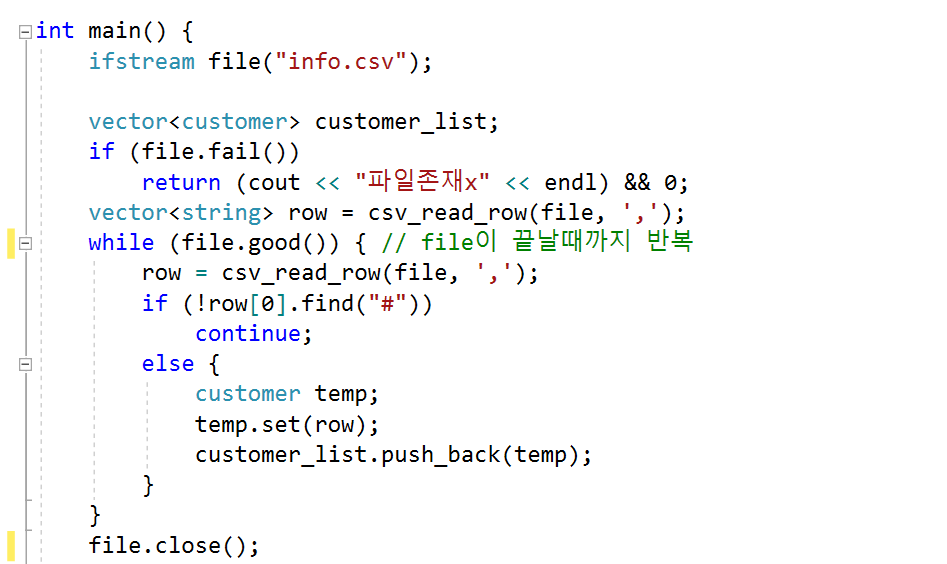 int main() {
    ifstream file("info.csv");
    vector<customer> customer_list;
    if (file.fail())
        return (cout << "파일존재x" << endl) && 0;
    vector<string> row = csv_read_row(file, ',');
    while (file.good()) { // file이 끝날때까지 반복
        row = csv_read_row(file, ',');
        if (!row[0].find("#"))
            continue;
        else {
            customer temp;
            temp.set(row);
            customer_list.push_back(temp);
        }
    }
    file.close();